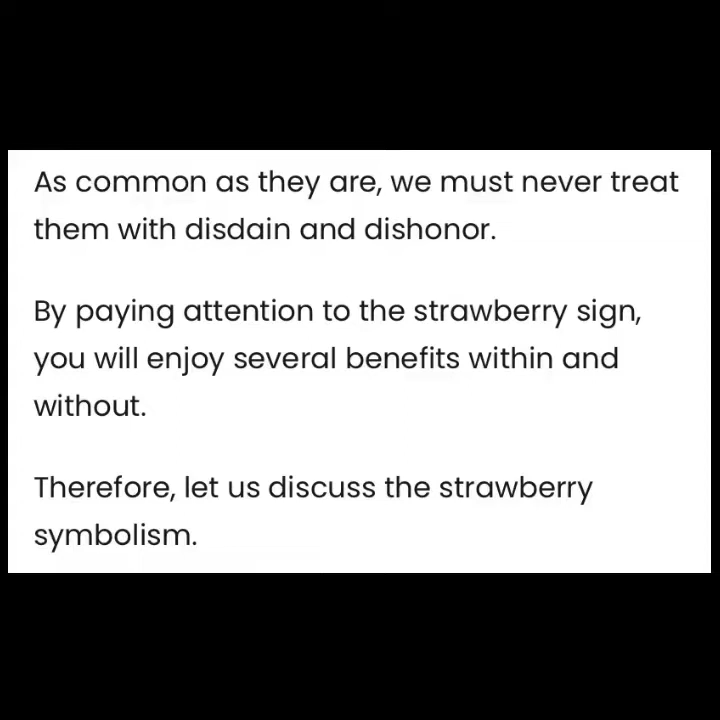 As common as they are, we must never treat
them with disdain and dishonor.
By paying attention to the strawberry sign,
you will enjoy several benefits within and
without.
Therefore, let us discuss the strawberry
symbolism.